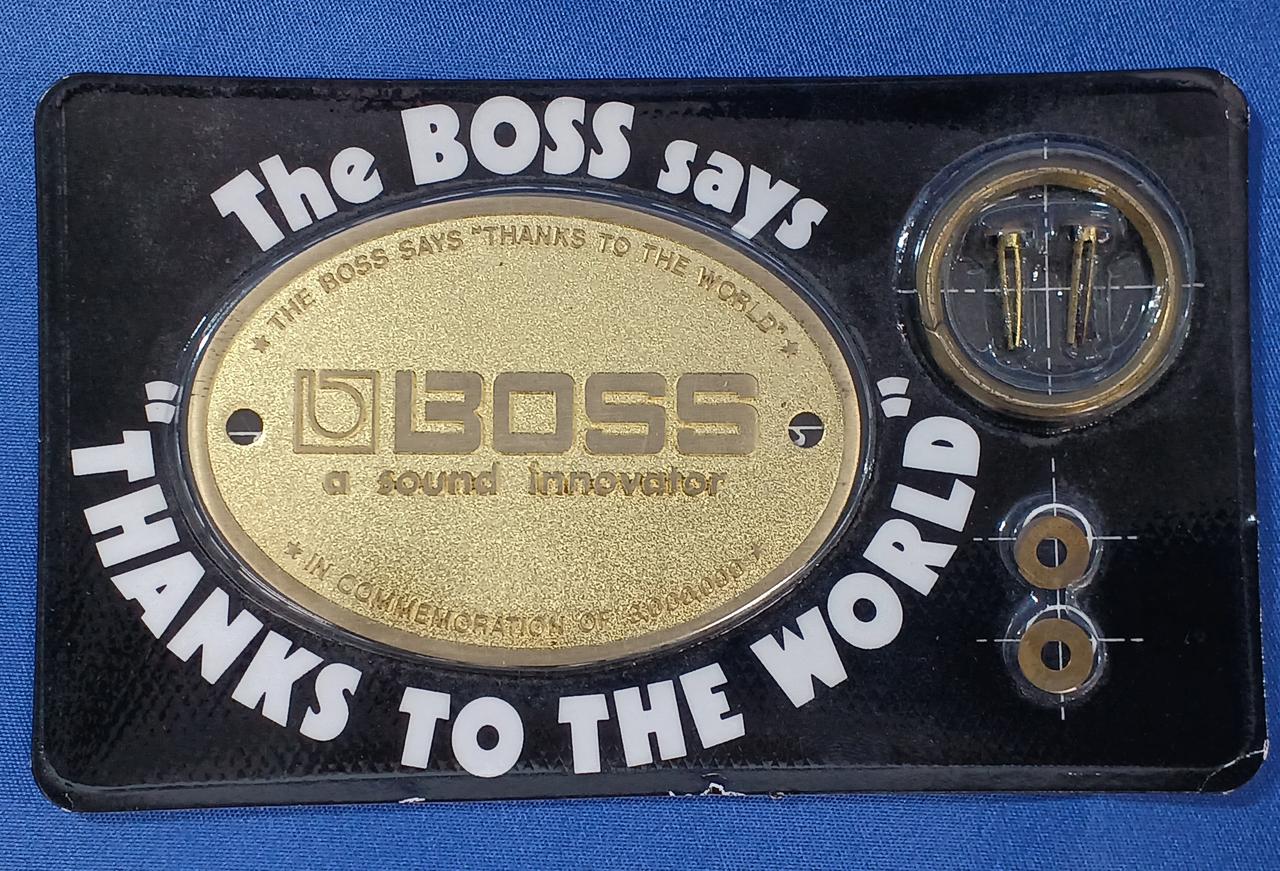 The BOSS says
"THANKS TO THE WORLD"
★ THE BOSS SAYS "THANKS TO THE WORLD" ★
BOSS
a sound innovator
★ IN COMMEMORATION OF 1000000 ★